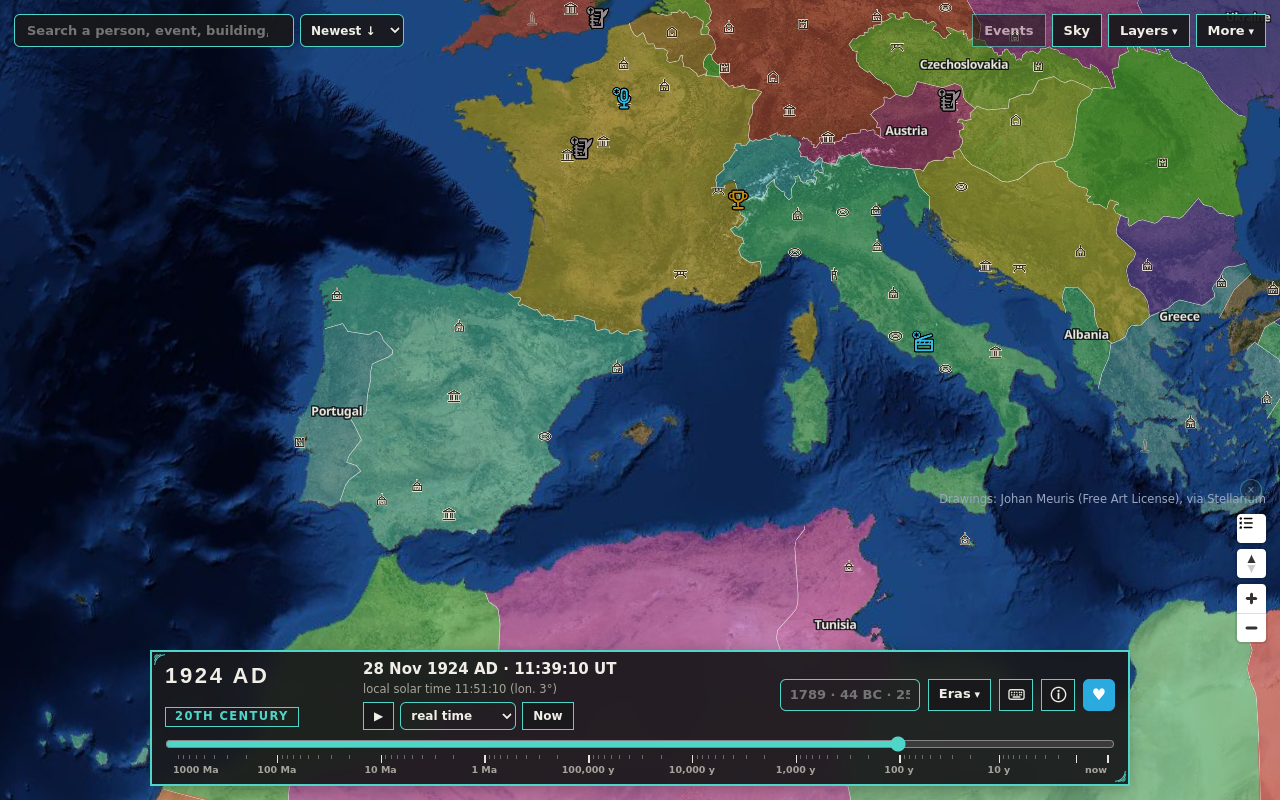 Search a person, event, building,
Newest ↓
Events
Sky
Layers ▾
More ▾
Ukraine
Czechoslovakia
Austria
Portugal
Albania
Greece
Tunisia
Drawings: Johan Meuris (Free Art License), via Stellarium
1924 AD
20TH CENTURY
28 Nov 1924 AD · 11:39:10 UT
local solar time 11:51:10 (lon. 3°)
▶ real time Now
1789 · 44 BC · 25
Eras ▾
1000 Ma 100 Ma 10 Ma 1 Ma 100,000 y 10,000 y 1,000 y 100 y 10 y now